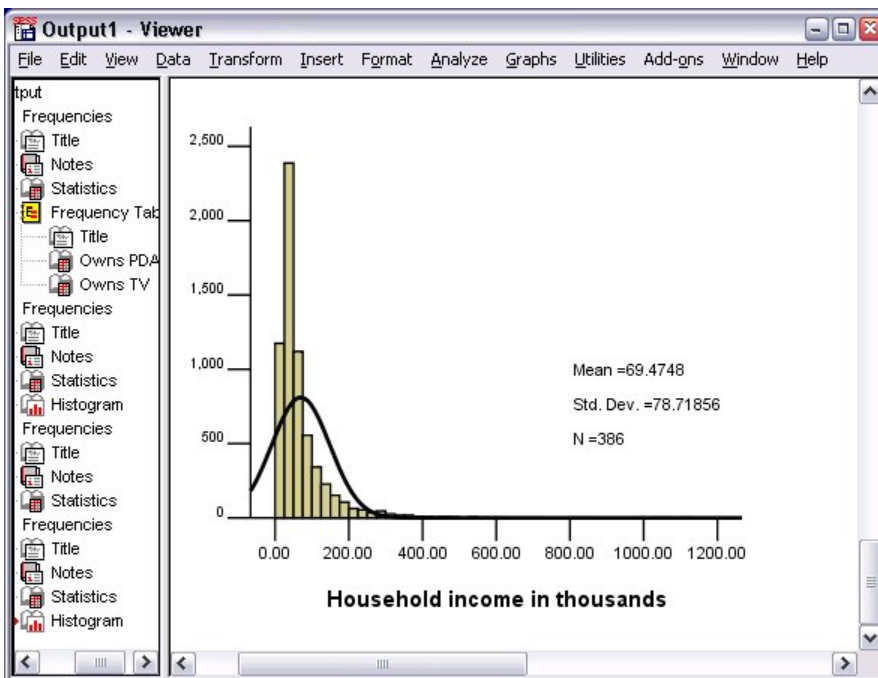 Output1 - Viewer
File Edit View Data Transform Insert Format Analyze Graphs Utilities Add-ons Window Help
tput
Frequencies
Title
Notes
Statistics
Frequency Tab
Title
Owns PDA
Owns TV
Frequencies
Title
Notes
Statistics
Histogram
Frequencies
Title
Notes
Statistics
Frequencies
Title
Notes
Statistics
Histogram
2,500
2,000
1,500
1,000
500
0
Mean =69.4748
Std. Dev. =78.71856
N =386
0.00 200.00 400.00 600.00 800.00 1000.00 1200.00
Household income in thousands